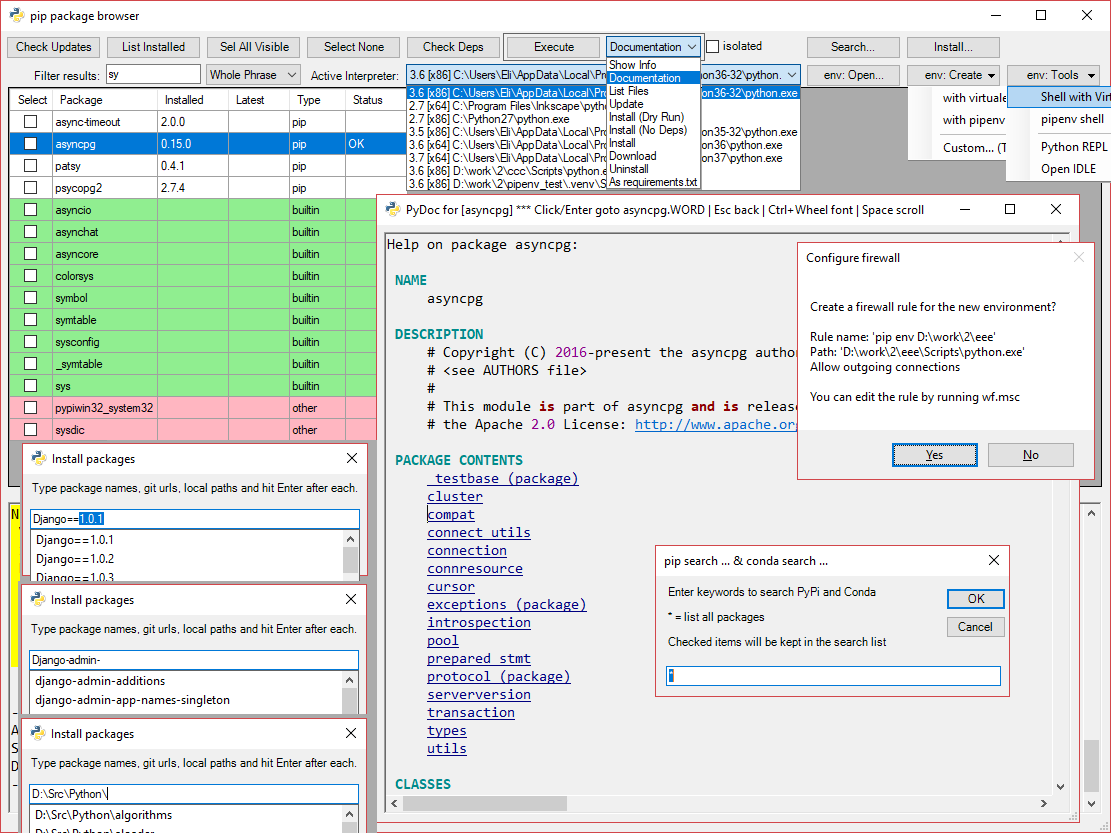 pip package browser
Check Updates
List Installed
Sel All Visible
Select None
Check Deps
Execute
Documentation
isolated
Search...
Install...
Filter results:
sy
Whole Phrase
Active Interpreter:
3.6 [x86] C:\Users\Eli\AppData\Local\Pro
on36-32\python.
env: Open...
env: Create
env: Tools
Show Info
Documentation
List Files
Update
Install (Dry Run)
Install (No Deps)
Install
Download
Uninstall
As requirements.txt
3.6 [x86] C:\Users\Eli\AppData\Local\Pro
on36-32\python.exe
2.7 [x64] C:\Program Files\Inkscape\pyth
2.7 [x64] C:\Python27\python.exe
3.5 [x86] C:\Users\Eli\AppData\Local\Pro
on35-32\python.exe
3.6 [x64] C:\Users\Eli\AppData\Local\Pro
on36\python.exe
3.7 [x64] C:\Users\Eli\AppData\Local\Pro
on37\python.exe
3.6 [x86] D:\work\2\ccc\Scripts\python.e
3.6 [x86] D:\work\2\pipenv_test\.venv\S
with virtuale
with pipenv
Custom... (T
Shell with Virt
pipenv shell
Python REPL
Open IDLE
Select Package Installed Latest Type Status
async-timeout 2.0.0 pip
asyncpg 0.15.0 pip OK
patsy 0.4.1 pip
psycopg2 2.7.4 pip
asyncio builtin
asynchat builtin
asyncore builtin
colorsys builtin
symbol builtin
symtable builtin
sysconfig builtin
_symtable builtin
sys builtin
pypiwin32_system32 other
sysdic other
PyDoc for [asyncpg] *** Click/Enter goto asyncpg.WORD | Esc back | Ctrl+Wheel font | Space scroll
Help on package asyncpg:
NAME
asyncpg
DESCRIPTION
# Copyright (C) 2016-present the asyncpg author
# <see AUTHORS file>
#
# This module is part of asyncpg and is release
# the Apache 2.0 License: http://www.apache.org
PACKAGE CONTENTS
_testbase (package)
cluster
compat
connect_utils
connection
connresource
cursor
exceptions (package)
introspection
pool
prepared_stmt
protocol (package)
serverversion
transaction
types
utils
CLASSES
Configure firewall
Create a firewall rule for the new environment?
Rule name: 'pip env D:\work\2\eee'
Path: 'D:\work\2\eee\Scripts\python.exe'
Allow outgoing connections
You can edit the rule by running wf.msc
Yes
No
pip search ... & conda search ...
Enter keywords to search PyPi and Conda
* = list all packages
Checked items will be kept in the search list
OK
Cancel
*
Install packages
Type package names, git urls, local paths and hit Enter after each.
Django==1.0.1
Django==1.0.1
Django==1.0.2
Django==1.0.3
Install packages
Type package names, git urls, local paths and hit Enter after each.
Django-admin-
django-admin-additions
django-admin-app-names-singleton
Install packages
Type package names, git urls, local paths and hit Enter after each.
D:\Src\Python\
D:\Src\Python\algorithms